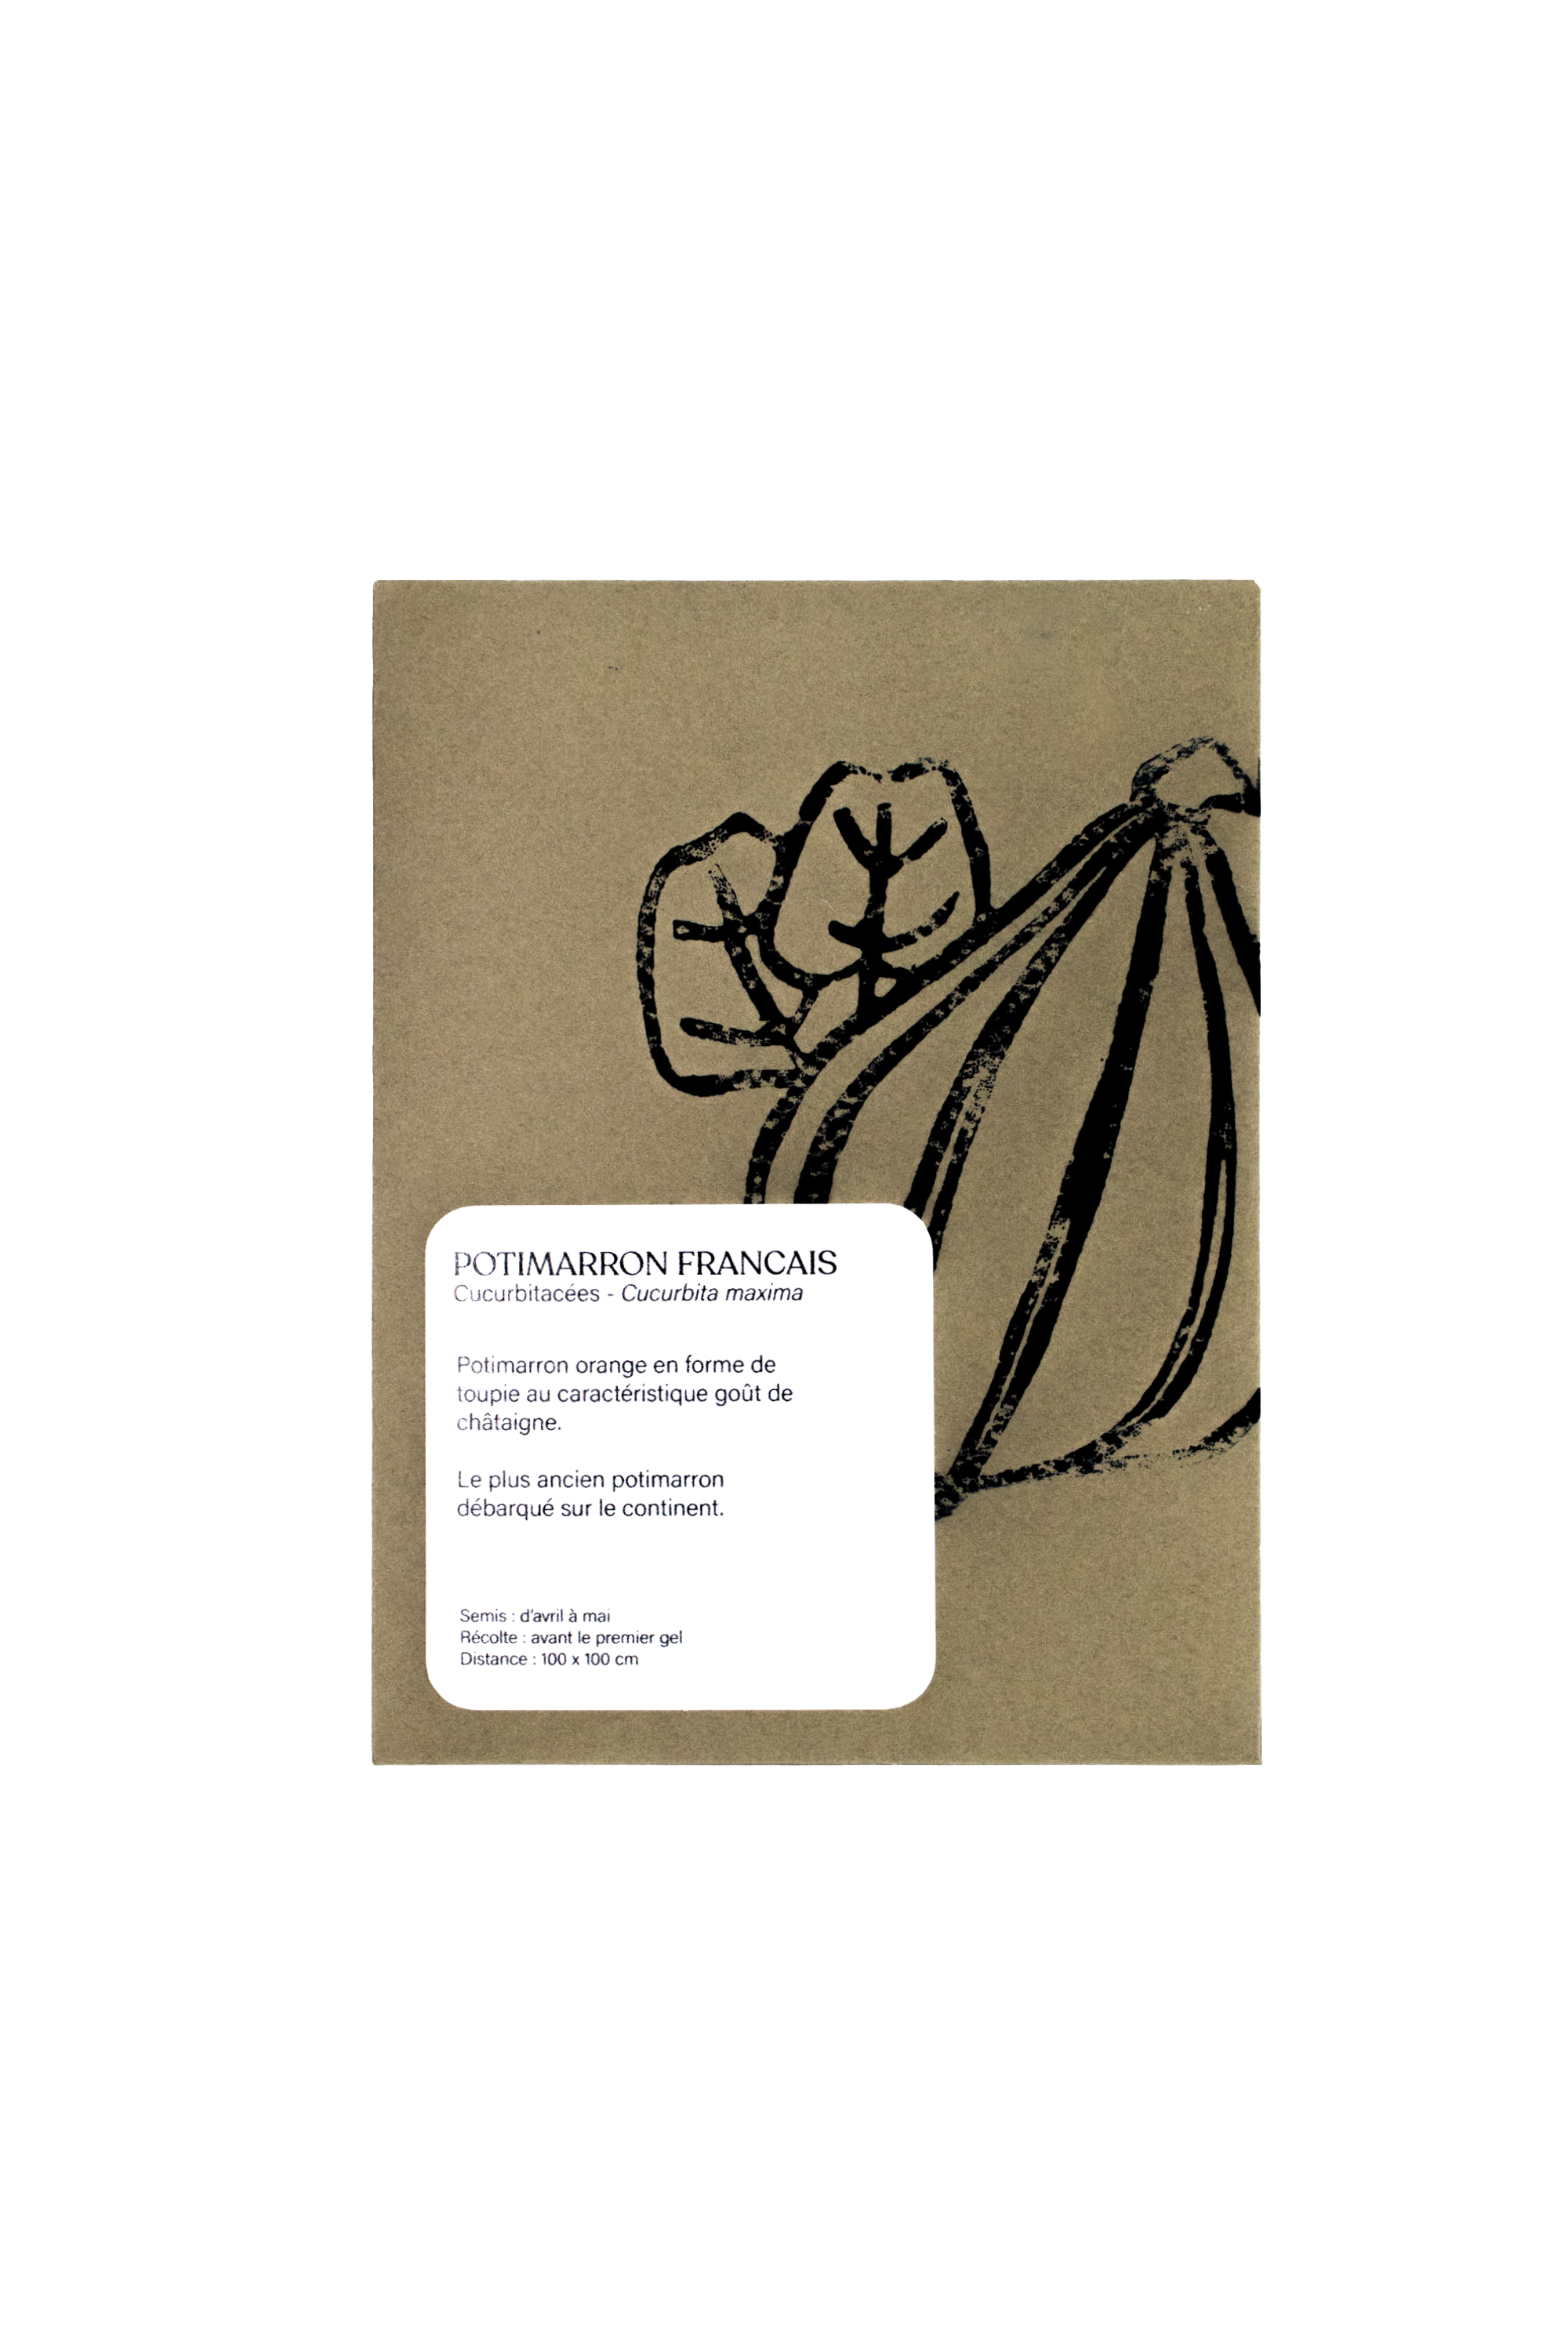 POTIMARRON FRANCAIS
Cucurbitacées - Cucurbita maxima
Potimarron orange en forme de
toupie au caractéristique goût de
châtaigne.
Le plus ancien potimarron
débarqué sur le continent.
Semis : d'avril à mai
Récolte : avant le premier gel
Distance : 100 x 100 cm